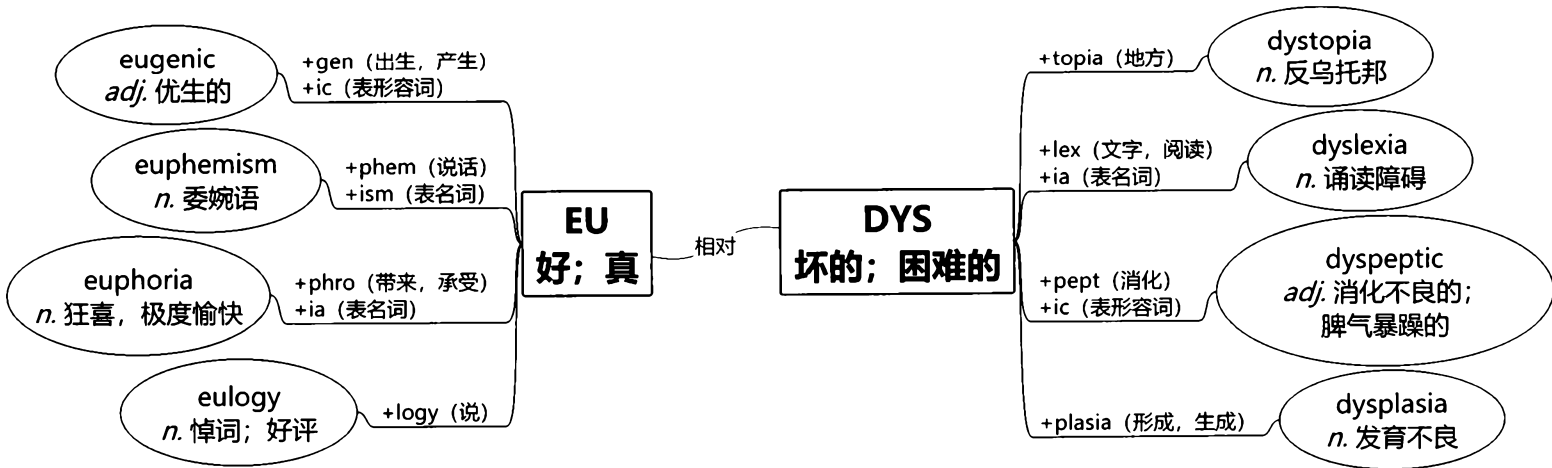 eugenic
adj. 优生的
+gen（出生，产生）
+ic（表形容词）
euphemism
n. 委婉语
+phem（说话）
+ism（表名词）
euphoria
n. 狂喜，极度愉快
+phro（带来，承受）
+ia（表名词）
eulogy
n. 悼词；好评
+logy（说）
EU
好；真
相对
DYS
坏的；困难的
+topia（地方）
dystopia
n. 反乌托邦
+lex（文字，阅读）
+ia（表名词）
dyslexia
n. 诵读障碍
+pept（消化）
+ic（表形容词）
dyspeptic
adj. 消化不良的；
脾气暴躁的
+plasia（形成，生成）
dysplasia
n. 发育不良